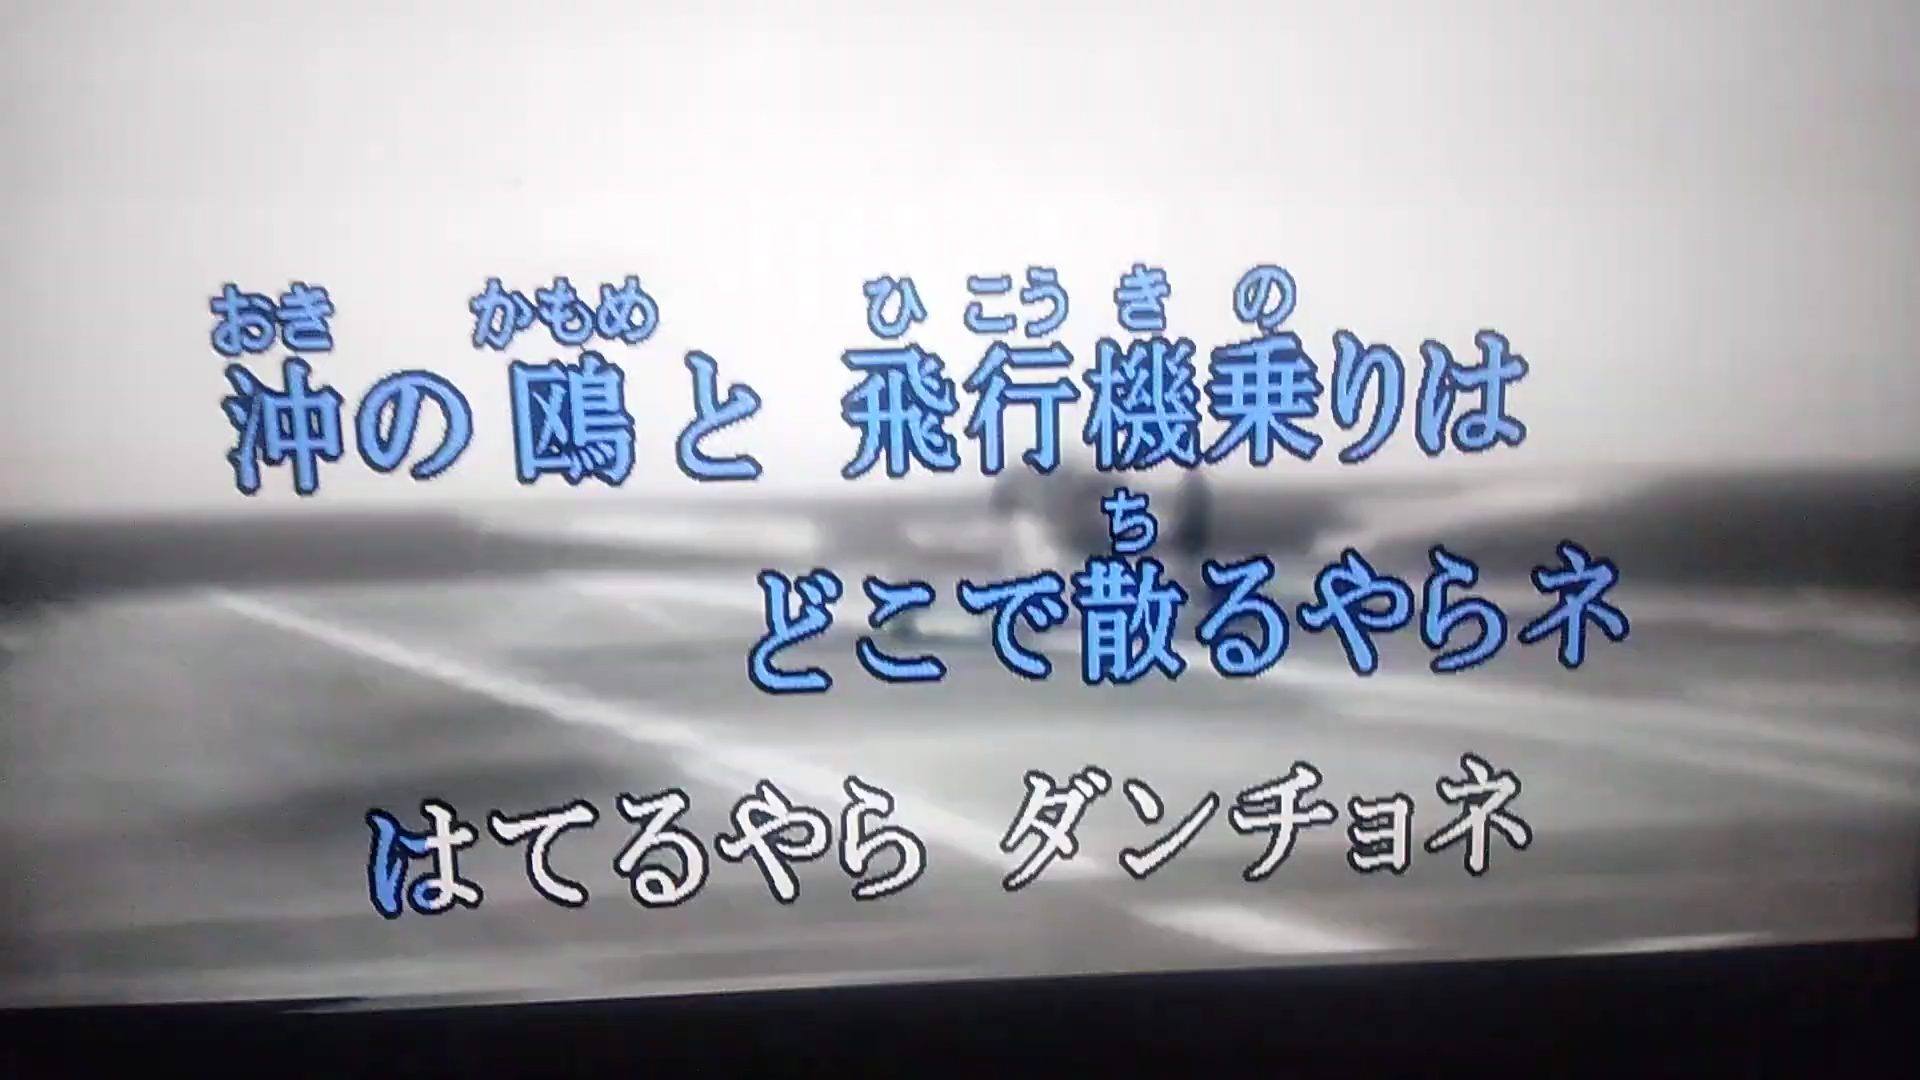 おき かもめ ひ こう き の
沖の鴎と 飛行機乗りは
ち
どこで散るやらネ
はてるやら ダンチョネ